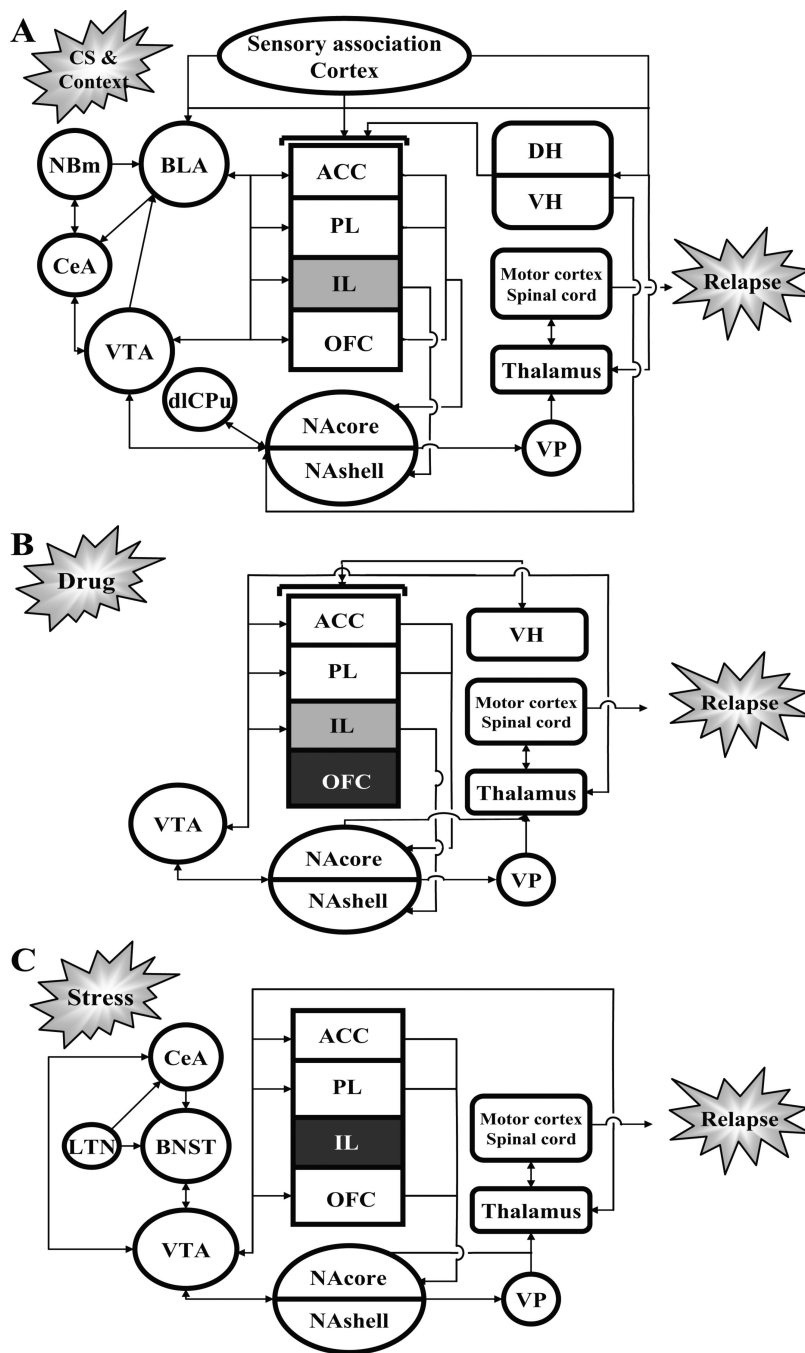 A
CS &
Context
Sensory association
Cortex
NBm
BLA
ACC
DH
PL
VH
CeA
IL
Motor cortex
Spinal cord
Relapse
VTA
OFC
Thalamus
dlCPu
NAcore
VP
NAshell
B
Drug
ACC
VH
PL
Motor cortex
Spinal cord
Relapse
IL
OFC
Thalamus
VTA
NAcore
VP
NAshell
C
Stress
ACC
CeA
PL
Motor cortex
Spinal cord
Relapse
LTN
BNST
IL
OFC
Thalamus
VTA
NAcore
VP
NAshell